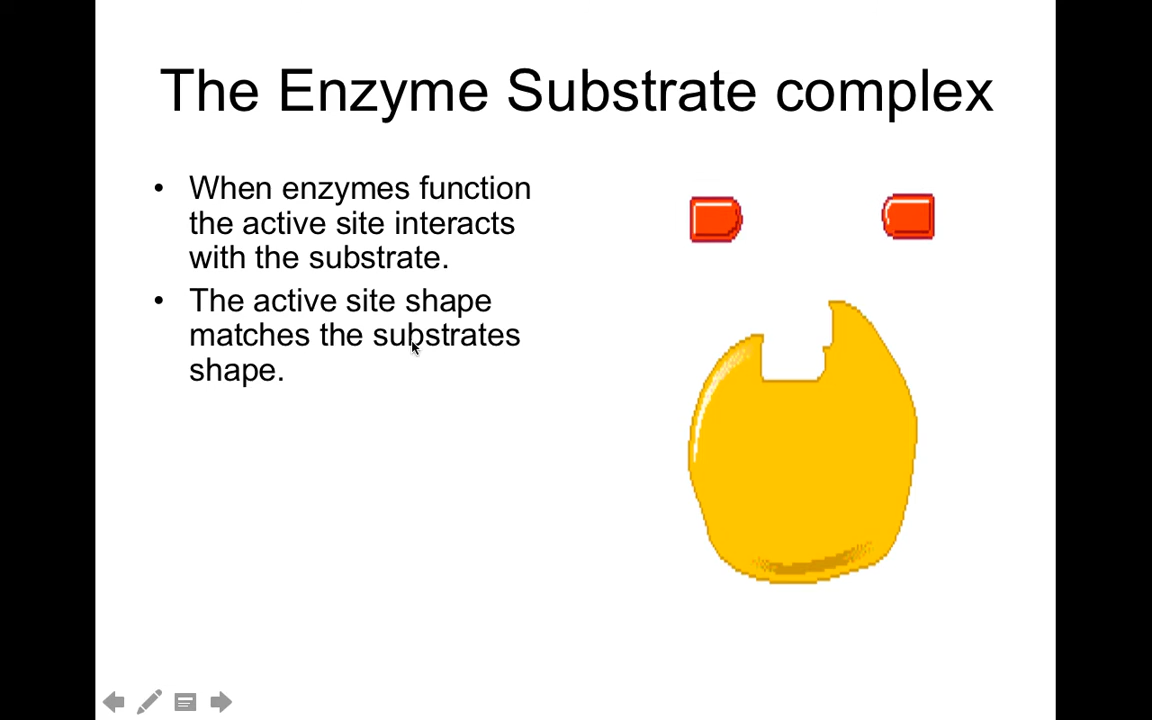 The Enzyme Substrate complex
• When enzymes function
the active site interacts
with the substrate.
• The active site shape
matches the substrates
shape.